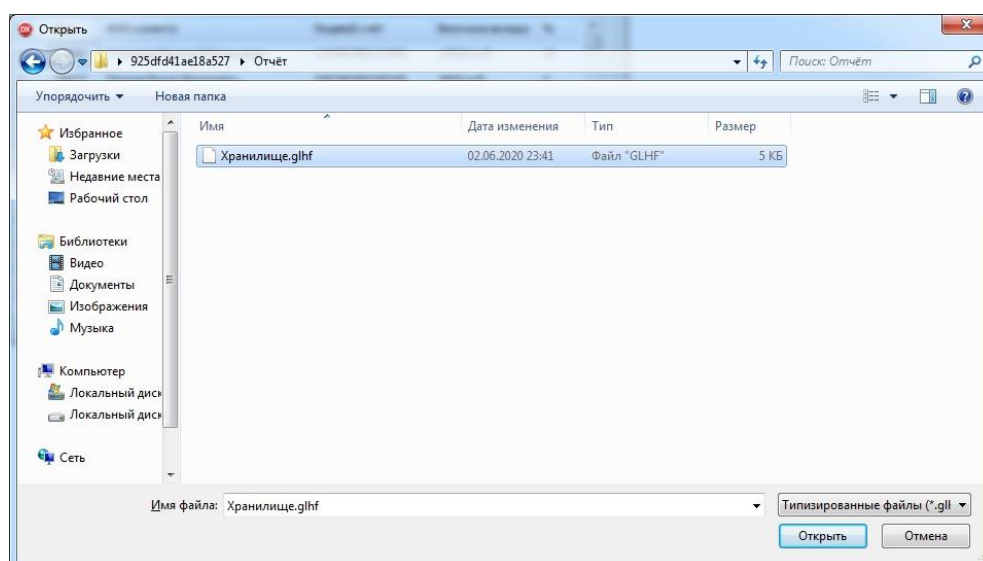 Открыть
925dfd41ae18a527 Отчёт
Поиск: Отчёт
Упорядочить Новая папка
Избранное
Загрузки
Недавние места
Рабочий стол
Библиотеки
Видео
Документы
Изображения
Музыка
Компьютер
Локальный диск
Локальный диск
Сеть
Имя Дата изменения Тип Размер
Хранилище.glhf 02.06.2020 23:41 Файл "GLHF" 5 КБ
Имя файла: Хранилище.glhf Типизированные файлы (*.gl
Открыть Отмена